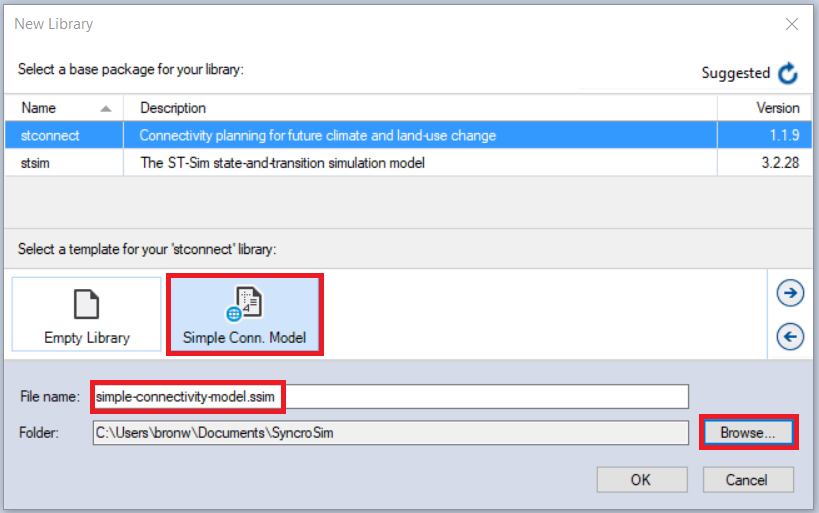 New Library
Select a base package for your library:
Suggested
Name Description Version
stconnect Connectivity planning for future climate and land-use change 1.1.9
stsim The ST-Sim state-and-transition simulation model 3.2.28
Select a template for your 'stconnect' library:
Empty Library Simple Conn. Model
File name: simple-connectivity-model.ssim
Folder: C:\Users\bronw\Documents\SyncroSim Browse...
OK Cancel